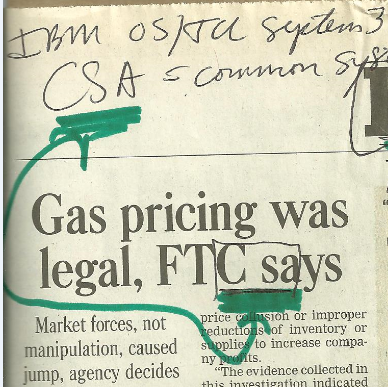 IBM OS/JCL System 3
CSA = common Sys
Gas pricing was
legal, FTC says
Market forces, not
manipulation, caused
jump, agency decides
price collusion or improper
reductions of inventory or
supplies to increase compa-
ny profits.
"The evidence collected in
this investigation indicated